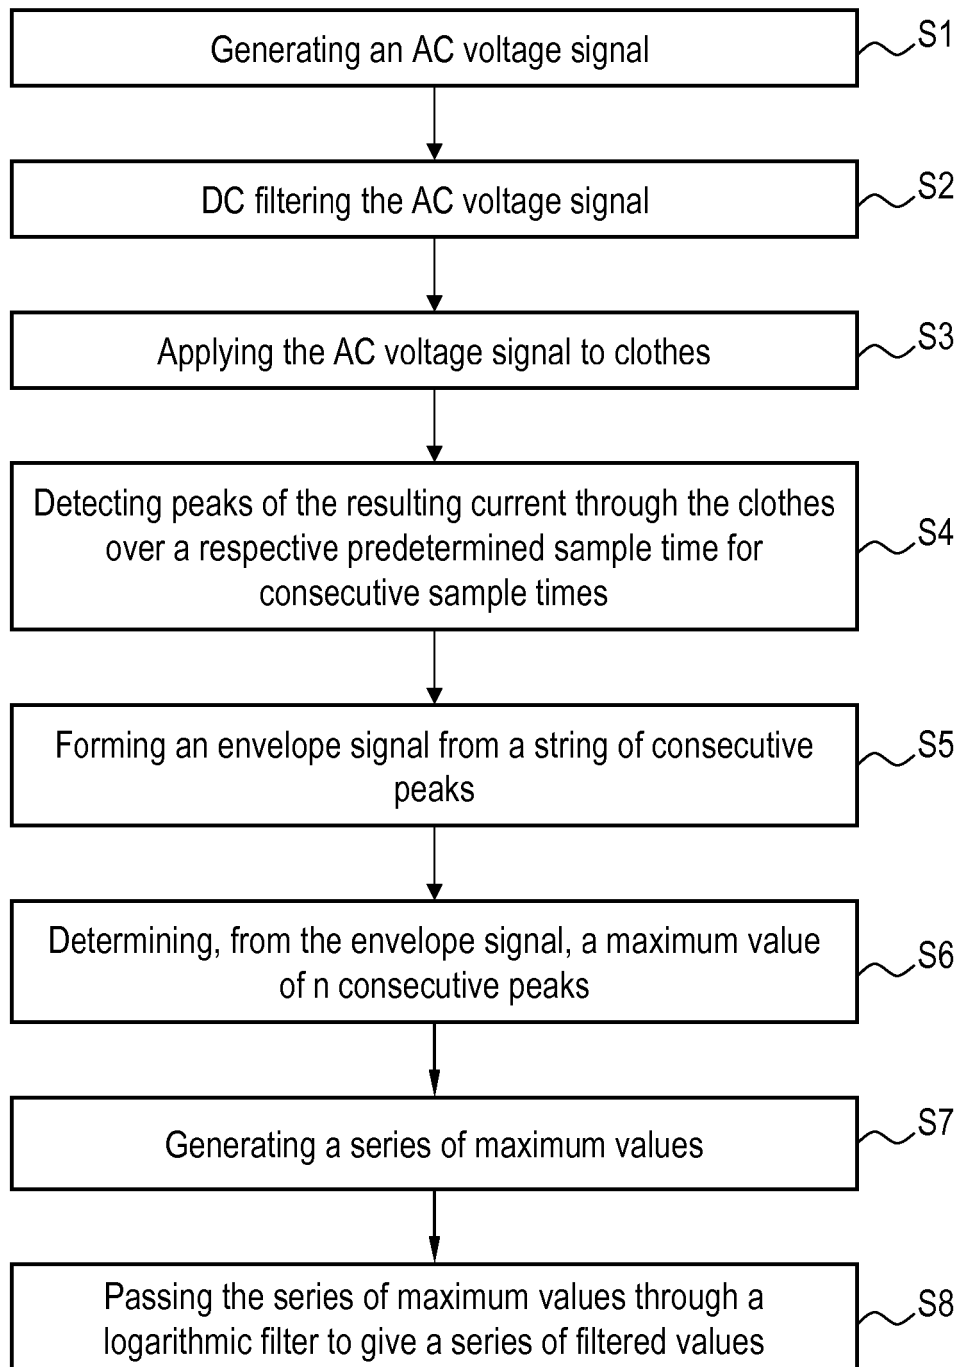 Generating an AC voltage signal
S1
DC filtering the AC voltage signal
S2
Applying the AC voltage signal to clothes
S3
Detecting peaks of the resulting current through the clothes
over a respective predetermined sample time for
consecutive sample times
S4
Forming an envelope signal from a string of consecutive
peaks
S5
Determining, from the envelope signal, a maximum value
of n consecutive peaks
S6
Generating a series of maximum values
S7
Passing the series of maximum values through a
logarithmic filter to give a series of filtered values
S8